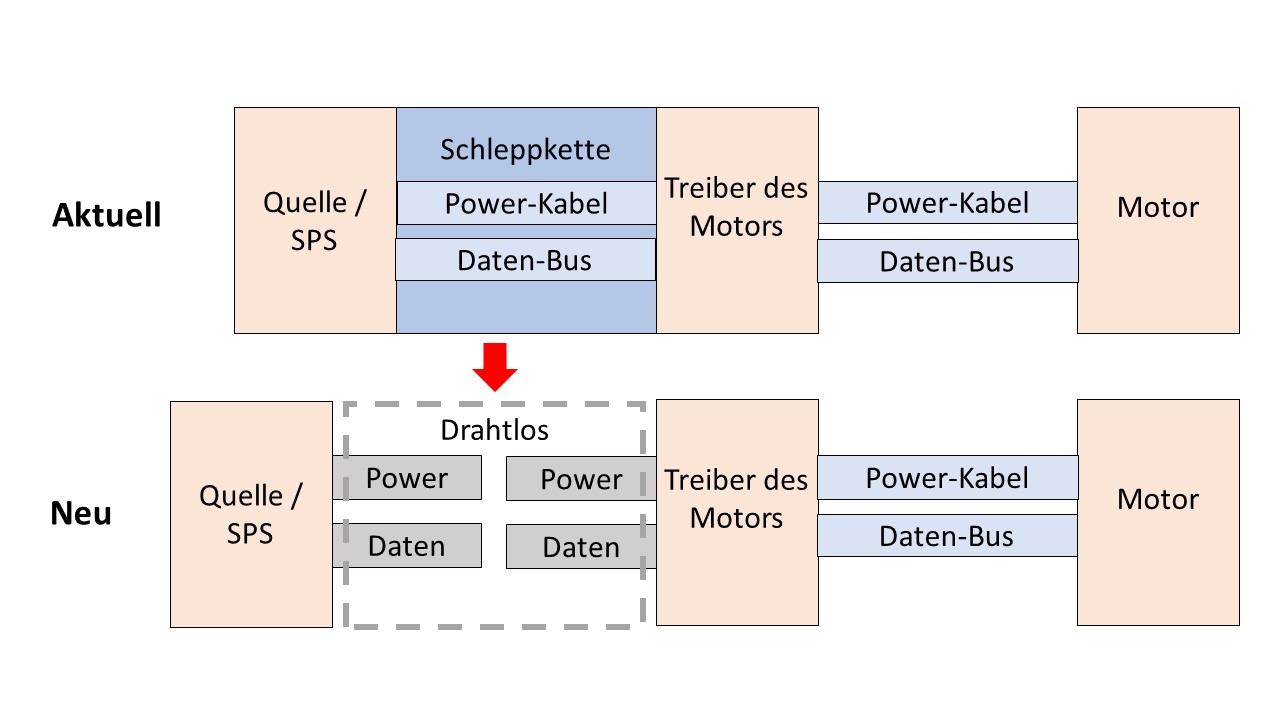 Aktuell
Quelle /
SPS
Schleppkette
Power-Kabel
Daten-Bus
Treiber des
Motors
Power-Kabel
Daten-Bus
Motor
Neu
Quelle /
SPS
Drahtlos
Power
Power
Daten
Daten
Treiber des
Motors
Power-Kabel
Daten-Bus
Motor